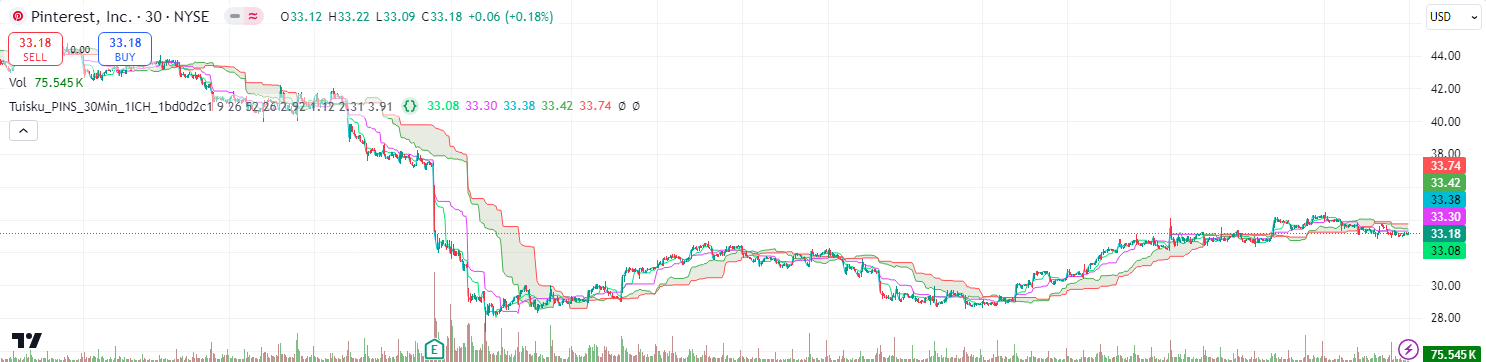 Pinterest, Inc. · 30 · NYSE
O33.12 H33.22 L33.09 C33.18 +0.06 (+0.18%)
USD
33.18
SELL
0.00
33.18
BUY
Vol 75.545 K
Tuisku_PINS_30Min_1ICH_1bd0d2c1 9 26 52 26 2.92 1.12 2.31 3.91 33.08 33.30 33.38 33.42 33.74 Ø Ø
44.00
42.00
40.00
38.00
33.74
33.42
33.38
33.30
33.18
33.08
30.00
28.00
E
75.545 K